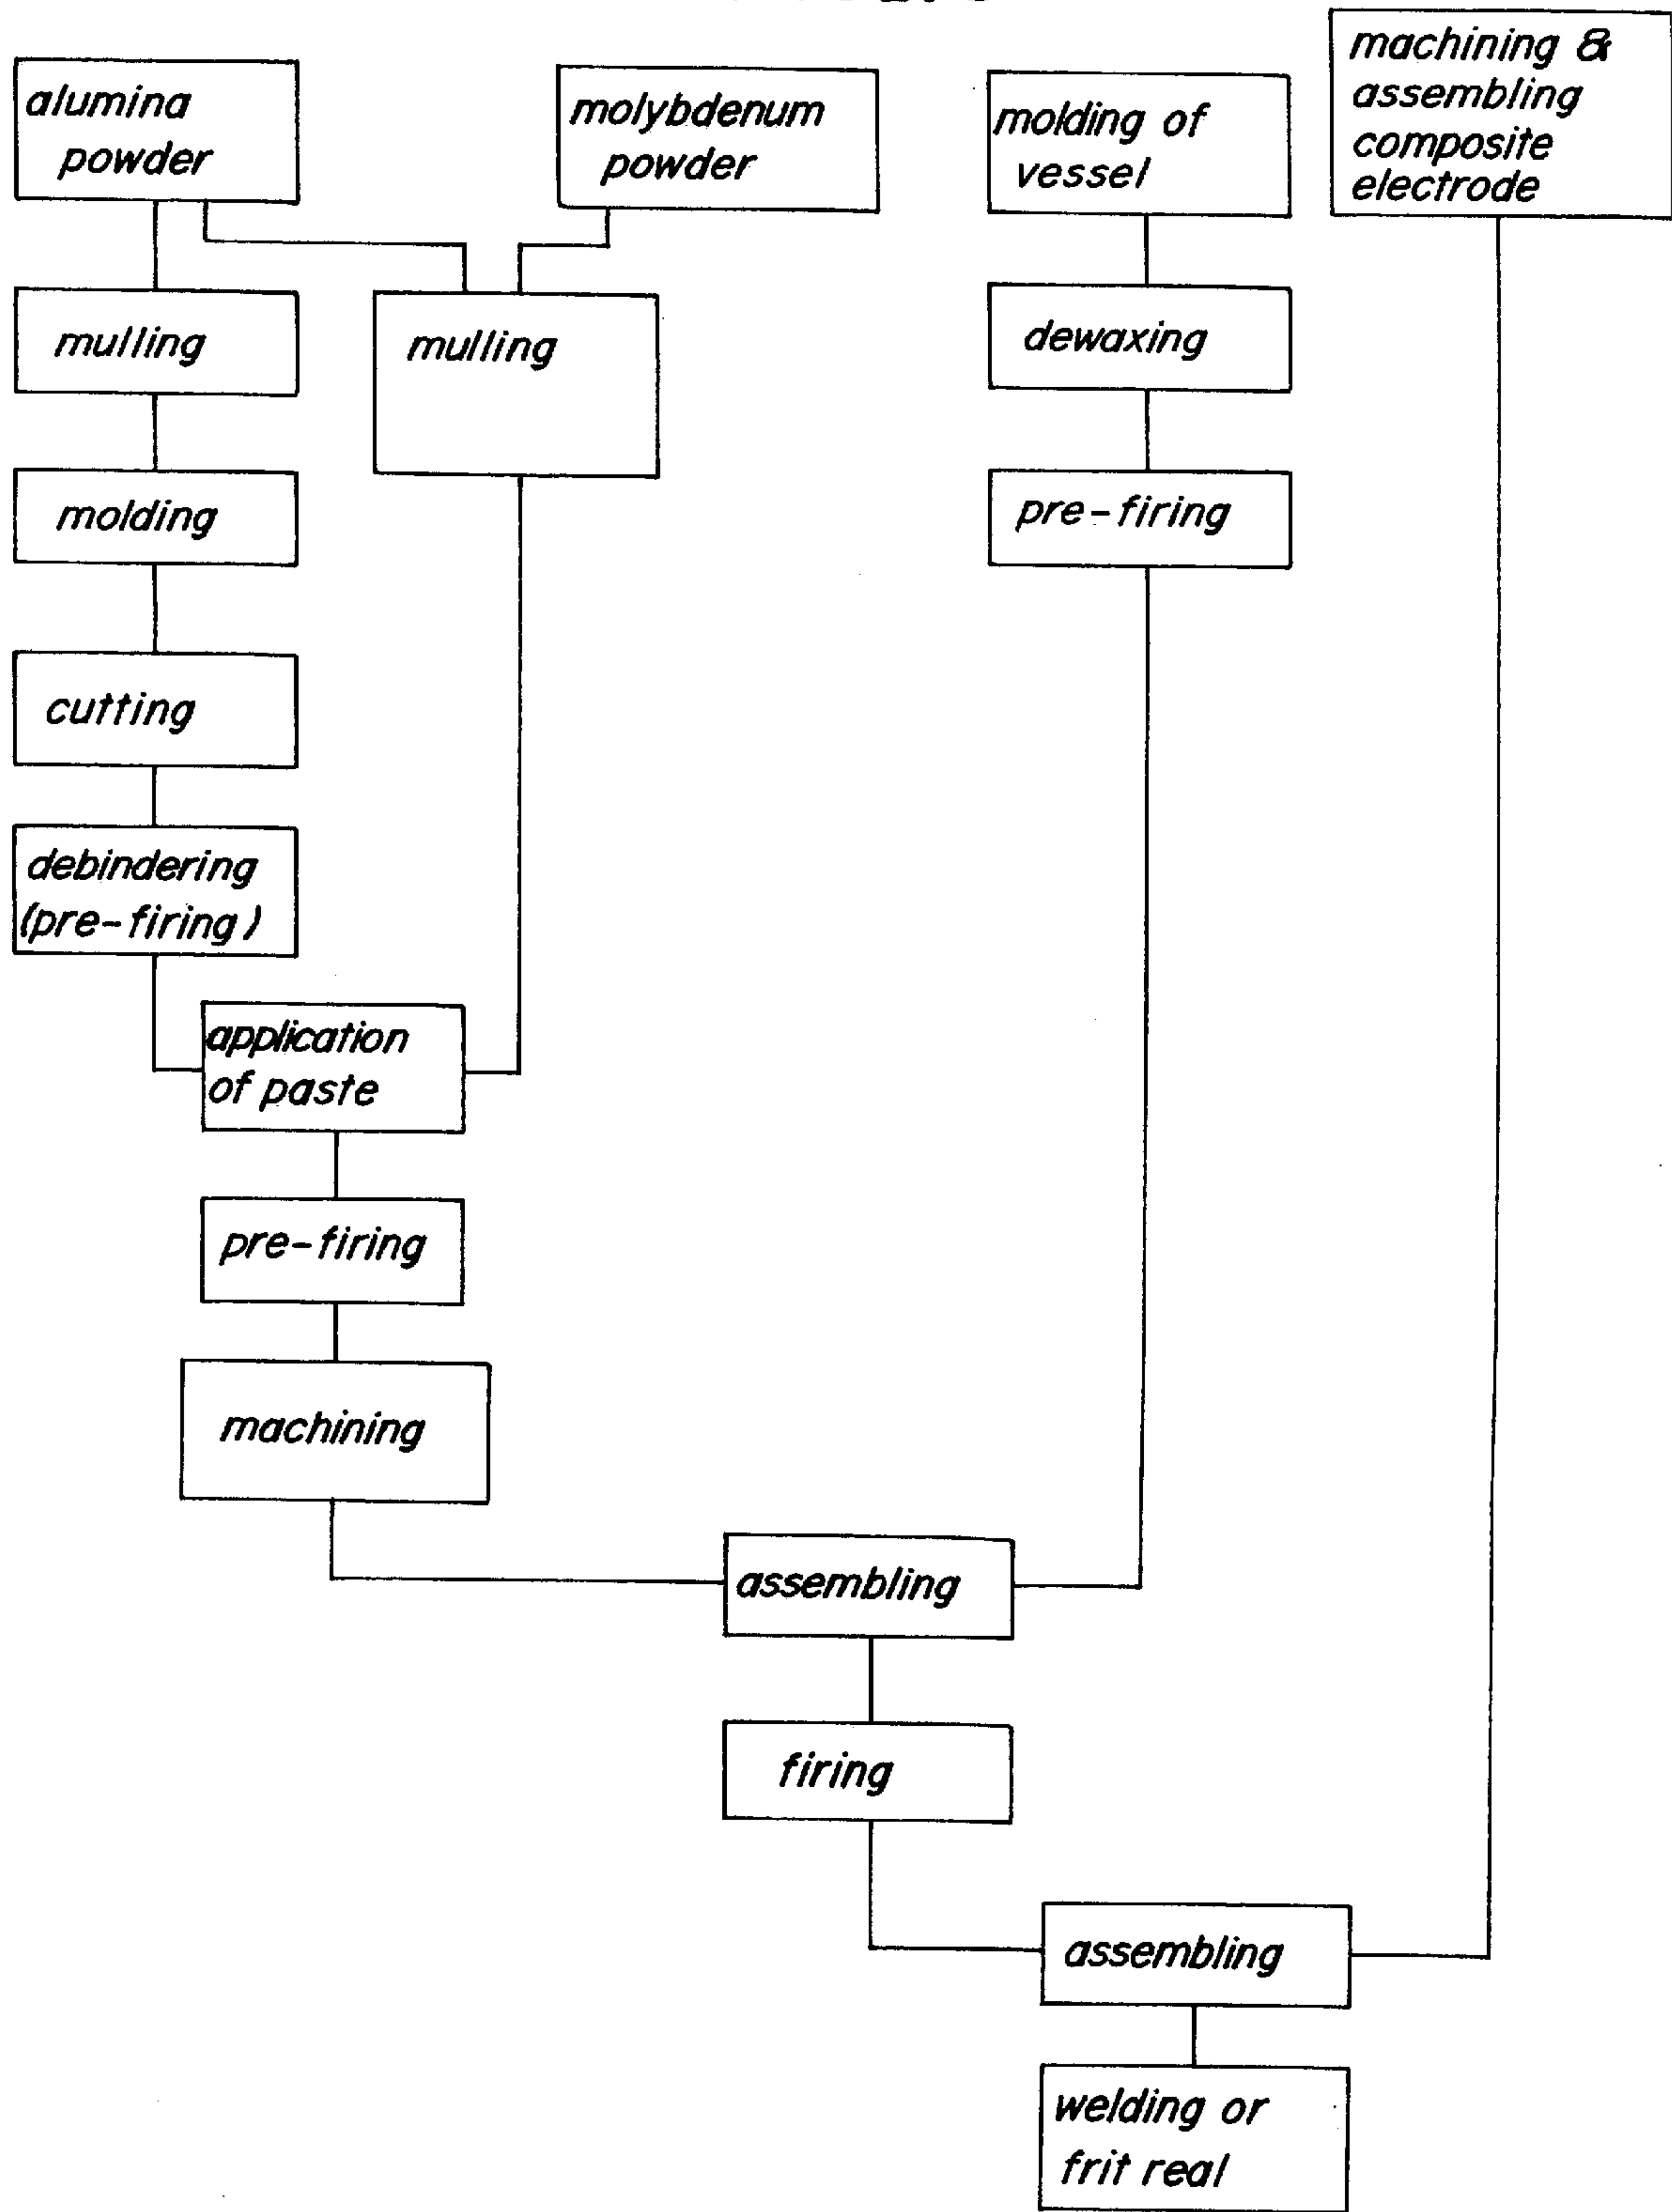 alumina
powder
molybdenum
powder
molding of
vessel
machining &
assembling
composite
electrode
mulling
mulling
dewaxing
molding
pre-firing
cutting
debindering
(pre-firing)
application
of paste
pre-firing
machining
assembling
firing
assembling
welding or
frit real